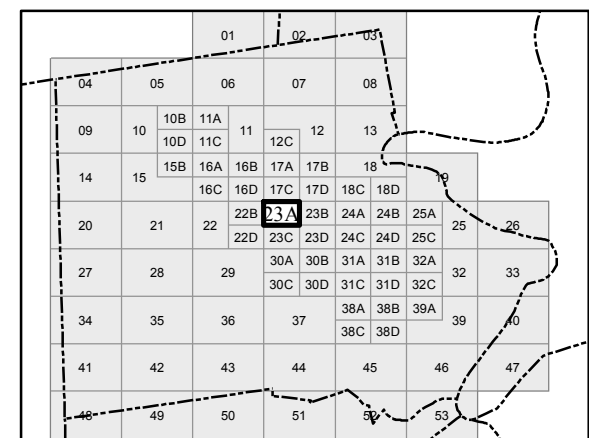 01 02 03
04 05 06 07 08
10B 11A
09 10 11 12 13
10D 11C 12C
15B 16A 16B 17A 17B 18
14 15 19
16C 16D 17C 17D 18C 18D
22B 23A 23B 24A 24B 25A
20 21 22 25 26
22D 23C 23D 24C 24D 25C
30A 30B 31A 31B 32A
27 28 29 32 33
30C 30D 31C 31D 32C
38A 38B 39A
34 35 36 37 39 40
38C 38D
41 42 43 44 45 46 47
48 49 50 51 52 53